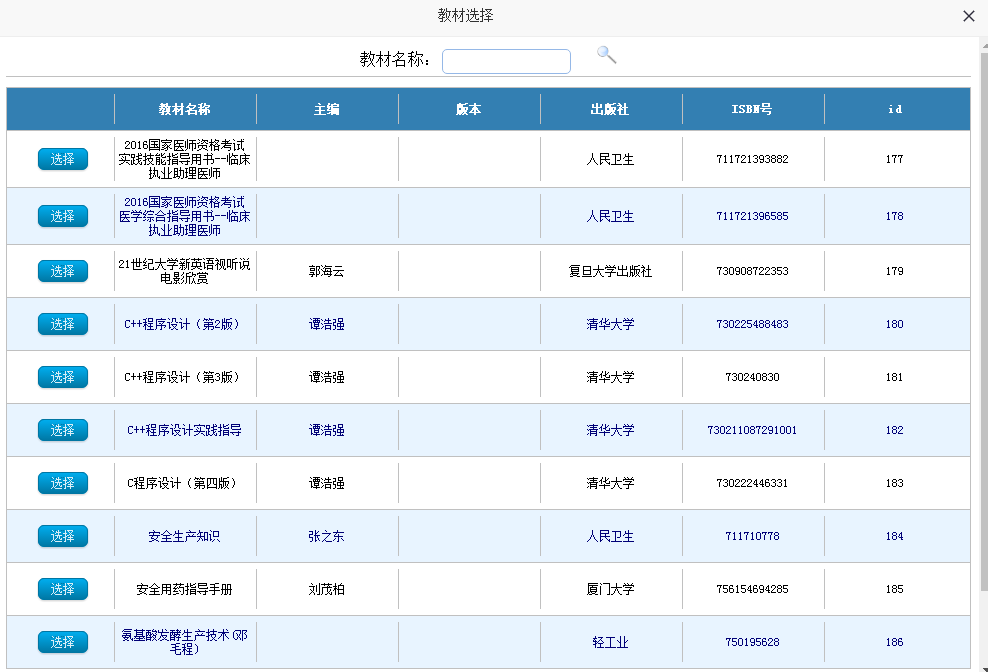 教材选择
教材名称：
教材名称 主编 版本 出版社 ISBN号 id
选择 2016国家医师资格考试 人民卫生 711721393882 177
实践技能指导用书--临床
执业助理医师
选择 2016国家医师资格考试 人民卫生 711721396585 178
医学综合指导用书--临床
执业助理医师
选择 21世纪大学新英语视听说 郭海云 复旦大学出版社 730908722353 179
电影欣赏
选择 C++程序设计（第2版） 谭浩强 清华大学 730225488483 180
选择 C++程序设计（第3版） 谭浩强 清华大学 730240830 181
选择 C++程序设计实践指导 谭浩强 清华大学 730211087291001 182
选择 C程序设计（第四版） 谭浩强 清华大学 730222446331 183
选择 安全生产知识 张之东 人民卫生 711710778 184
选择 安全用药指导手册 刘茂柏 厦门大学 756154694285 185
选择 氨基酸发酵生产技术（邓 轻工业 750195628 186
毛程）